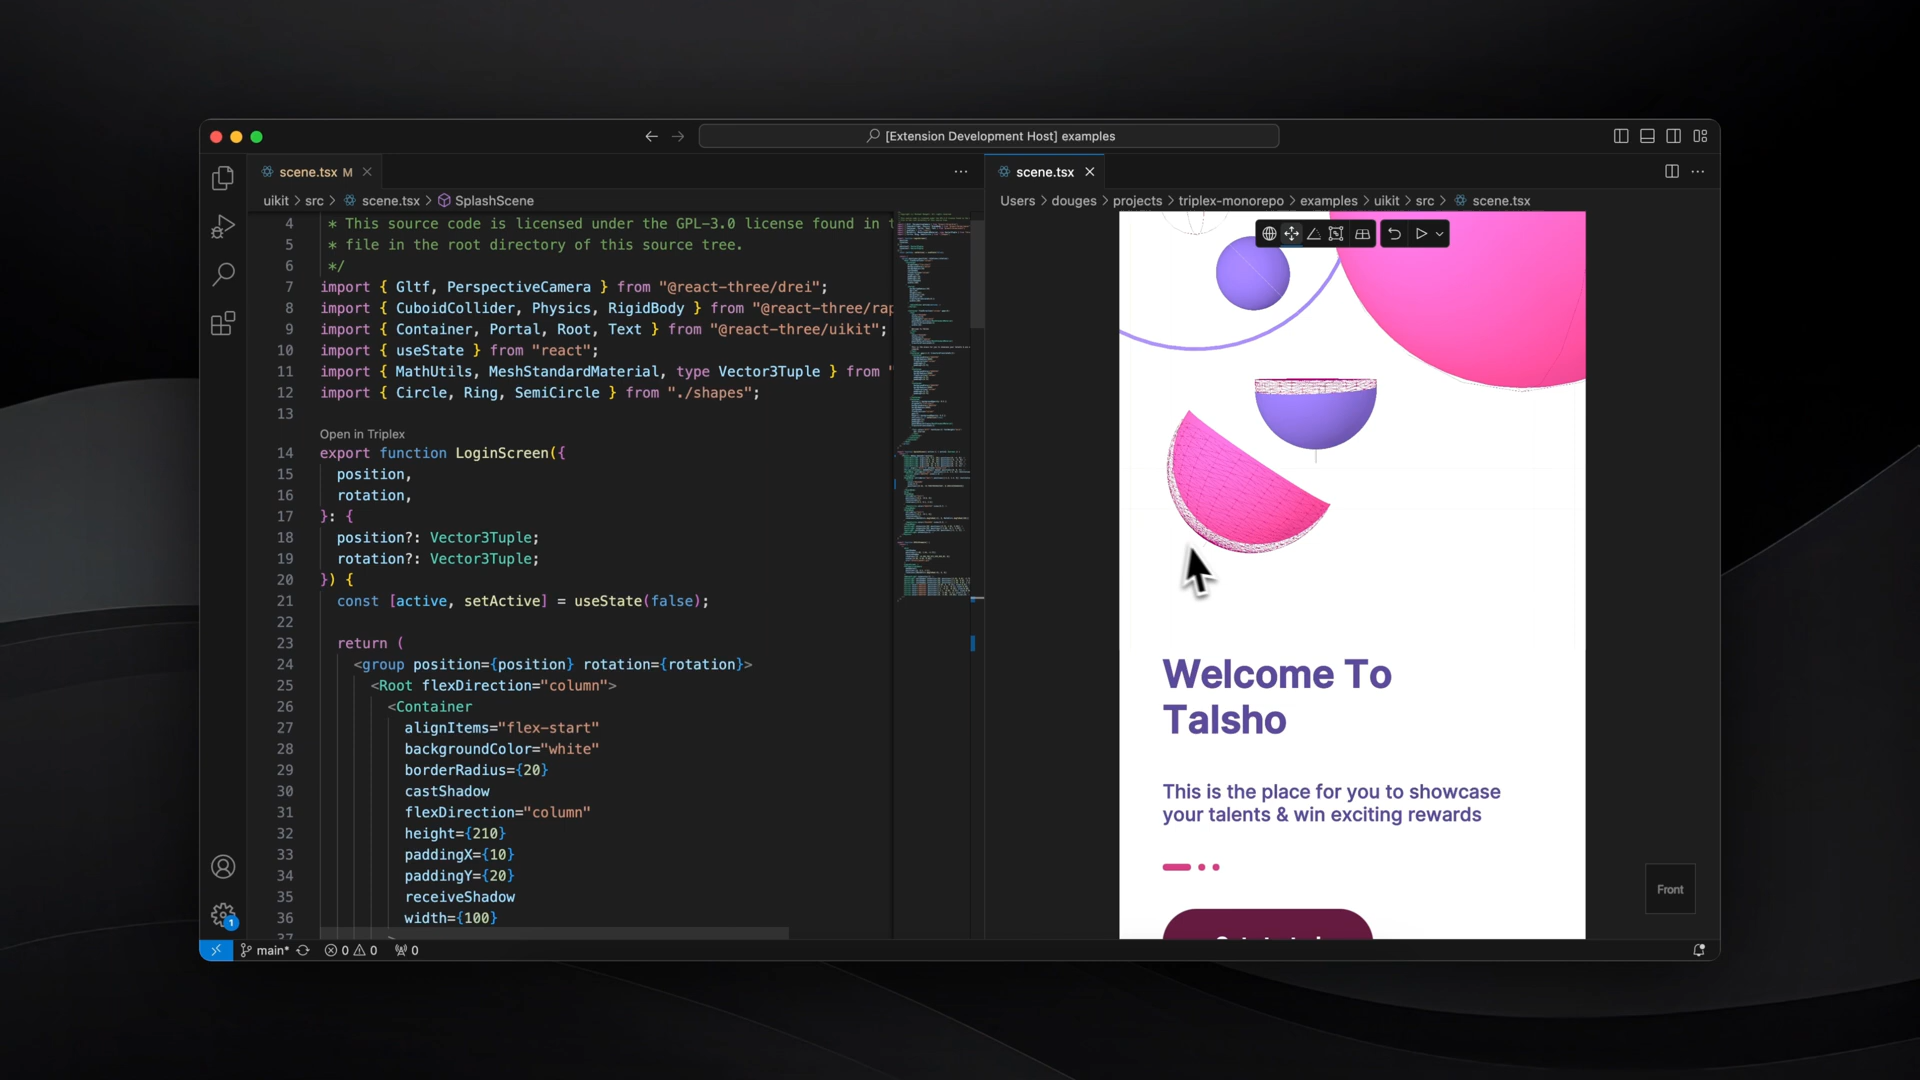 [Extension Development Host] examples
scene.tsx M
uikit > src > scene.tsx > SplashScene
4 * This source code is licensed under the GPL-3.0 license found in t
5 * file in the root directory of this source tree.
6 */
7 import { Gltf, PerspectiveCamera } from "@react-three/drei";
8 import { CuboidCollider, Physics, RigidBody } from "@react-three/rap
9 import { Container, Portal, Root, Text } from "@react-three/uikit";
10 import { useState } from "react";
11 import { MathUtils, MeshStandardMaterial, type Vector3Tuple } from "
12 import { Circle, Ring, SemiCircle } from "./shapes";
13
Open in Triplex
14 export function LoginScreen({
15 position,
16 rotation,
17 }: {
18 position?: Vector3Tuple;
19 rotation?: Vector3Tuple;
20 }) {
21 const [active, setActive] = useState(false);
22
23 return (
24 <group position={position} rotation={rotation}>
25 <Root flexDirection="column">
26 <Container
27 alignItems="flex-start"
28 backgroundColor="white"
29 borderRadius={20}
30 castShadow
31 flexDirection="column"
32 height={210}
33 paddingX={10}
34 paddingY={20}
35 receiveShadow
36 width={100}
37 >
scene.tsx
Users > douges > projects > triplex-monorepo > examples > uikit > src > scene.tsx
Welcome To
Talsho
This is the place for you to showcase
your talents & win exciting rewards
Front
1
main* 0 0 0